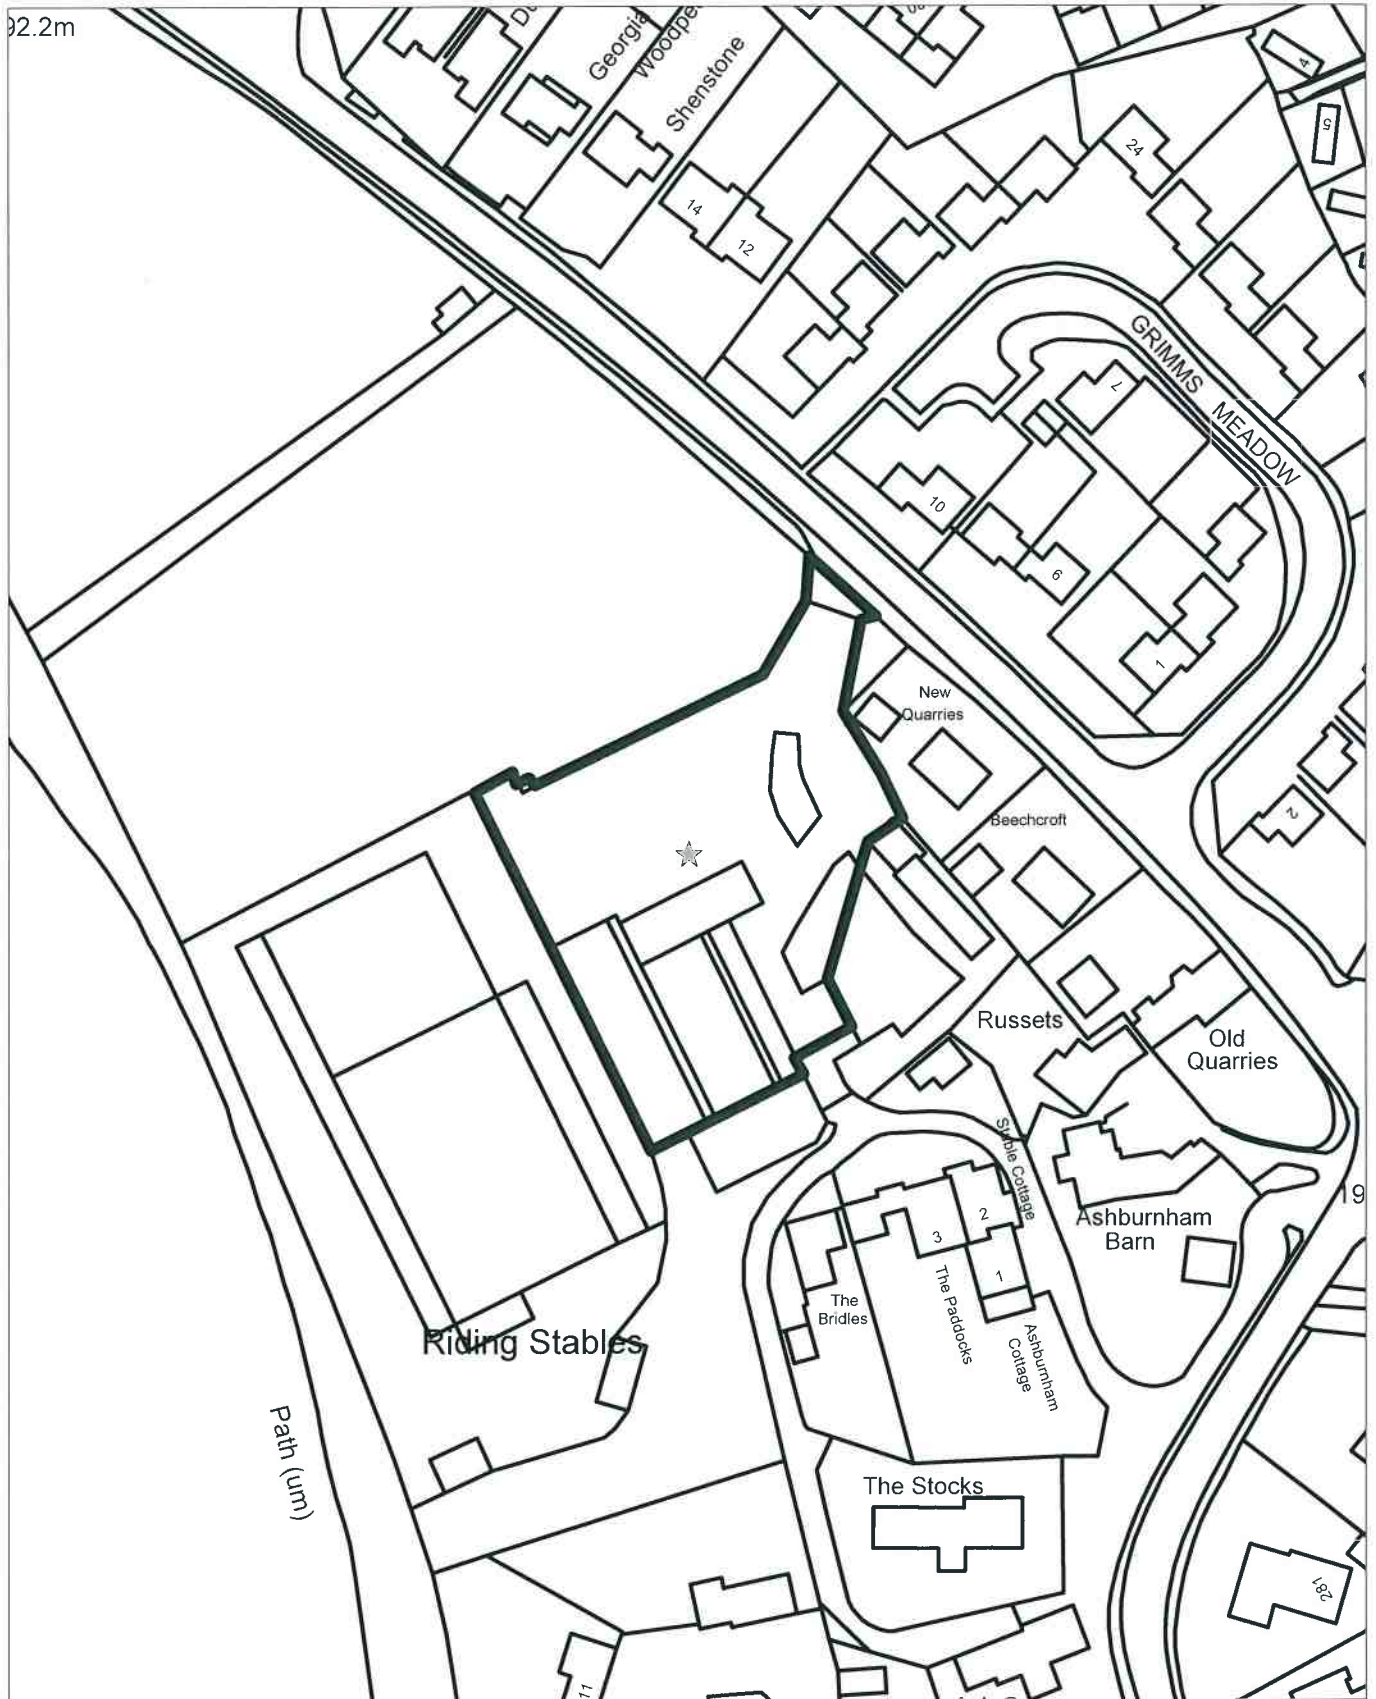 92.2m
Georgia
Shenstone
14
12
24
4
5
GRIMMS MEADOW
7
10
6
1
2
New
Quarries
Beechcroft
Russets
Old
Quarries
Stable Cottage
Ashburnham
Barn
19
3
2
1
The
Bridles
The Paddocks
Ashburnham
Cottage
Riding Stables
Path (um)
The Stocks
281
11